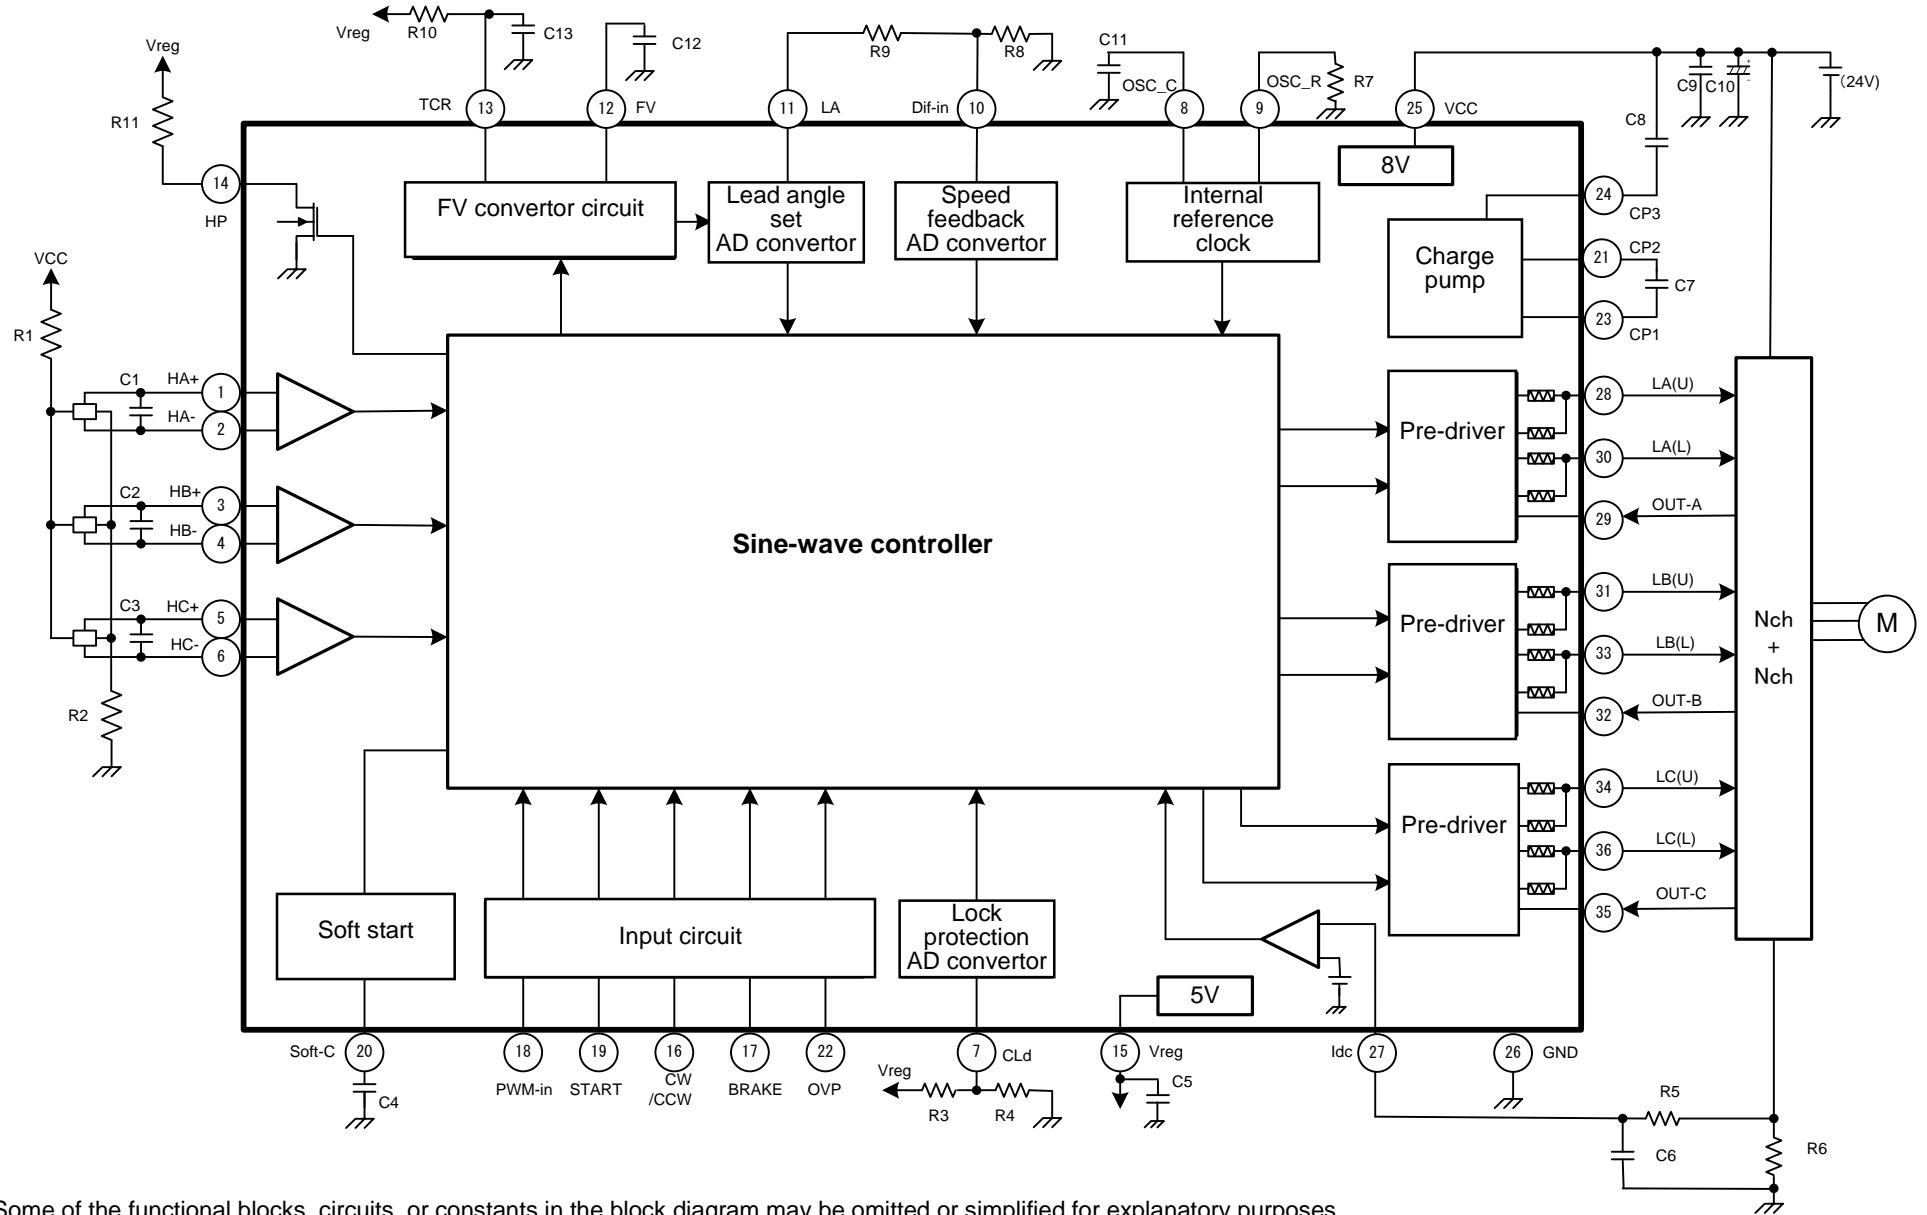 Vreg
R10
C13
C12
R9
R8
C11
OSC_C
OSC_R
R7
C9
C10
+
-
(24V)
Vreg
R11
TCR
13
12
FV
11
LA
Dif-in
10
8
9
25
VCC
C8
8V
14
HP
FV convertor circuit
Lead angle
set
AD convertor
Speed
feedback
AD convertor
Internal
reference
clock
24
CP3
Charge
pump
21
CP2
C7
23
CP1
VCC
R1
C1
HA+
1
HA-
2
C2
HB+
3
HB-
4
C3
HC+
5
HC-
6
R2
Sine-wave controller
Pre-driver
28
LA(U)
30
LA(L)
29
OUT-A
Pre-driver
31
LB(U)
33
LB(L)
32
OUT-B
Pre-driver
34
LC(U)
36
LC(L)
35
OUT-C
Nch
+
Nch
M
Soft start
Input circuit
Lock
protection
AD convertor
5V
Soft-C
20
C4
18
PWM-in
19
START
16
CW
/CCW
17
BRAKE
22
OVP
7
CLd
Vreg
R3
R4
15
Vreg
C5
Idc
27
26
GND
R5
C6
R6
Some of the functional blocks, circuits, or constants in the block diagram may be omitted or simplified for explanatory purposes